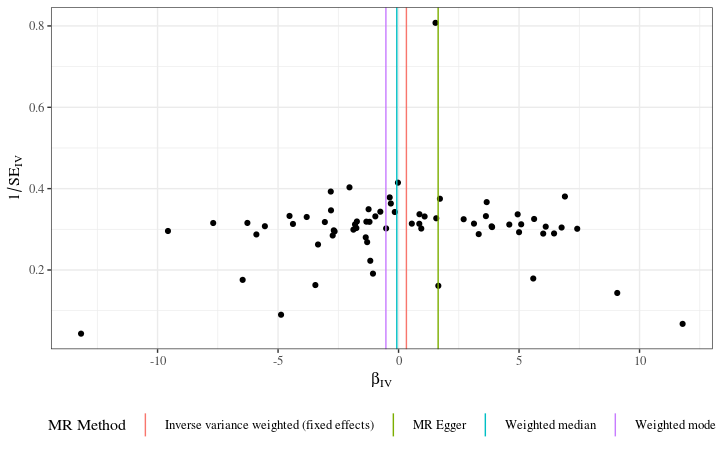 0.8
0.6
0.4
0.2
1/SE_IV
-10 -5 0 5 10
β_IV
MR Method Inverse variance weighted (fixed effects) MR Egger Weighted median Weighted mode